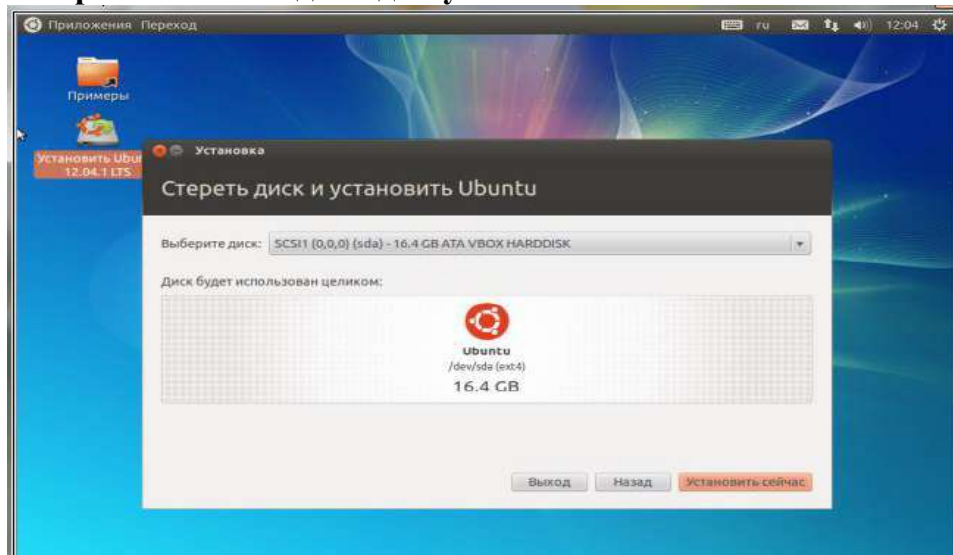 Приложения Переход
ru 12:04
Примеры
Установить Ubur
12.04.1 LTS
Установка
Стереть диск и установить Ubuntu
Выберите диск: SCSI1 (0,0,0) (sda) - 16.4 GB ATA VBOX HARDDISK
Диск будет использован целиком:
Ubuntu
/dev/sda (ext4)
16.4 GB
Выход Назад Установить сейчас